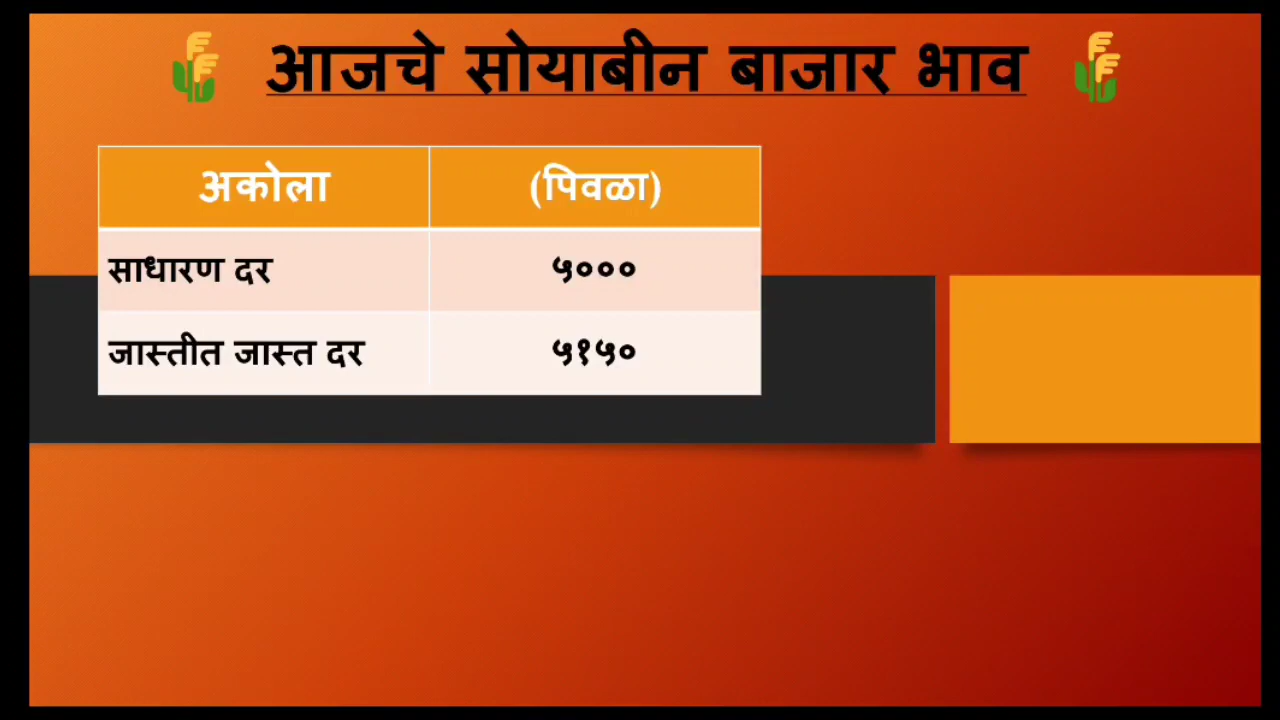 आजचे सोयाबीन बाजार भाव
अकोला (पिवळा)
साधारण दर ५०००
जास्तीत जास्त दर ५१५०